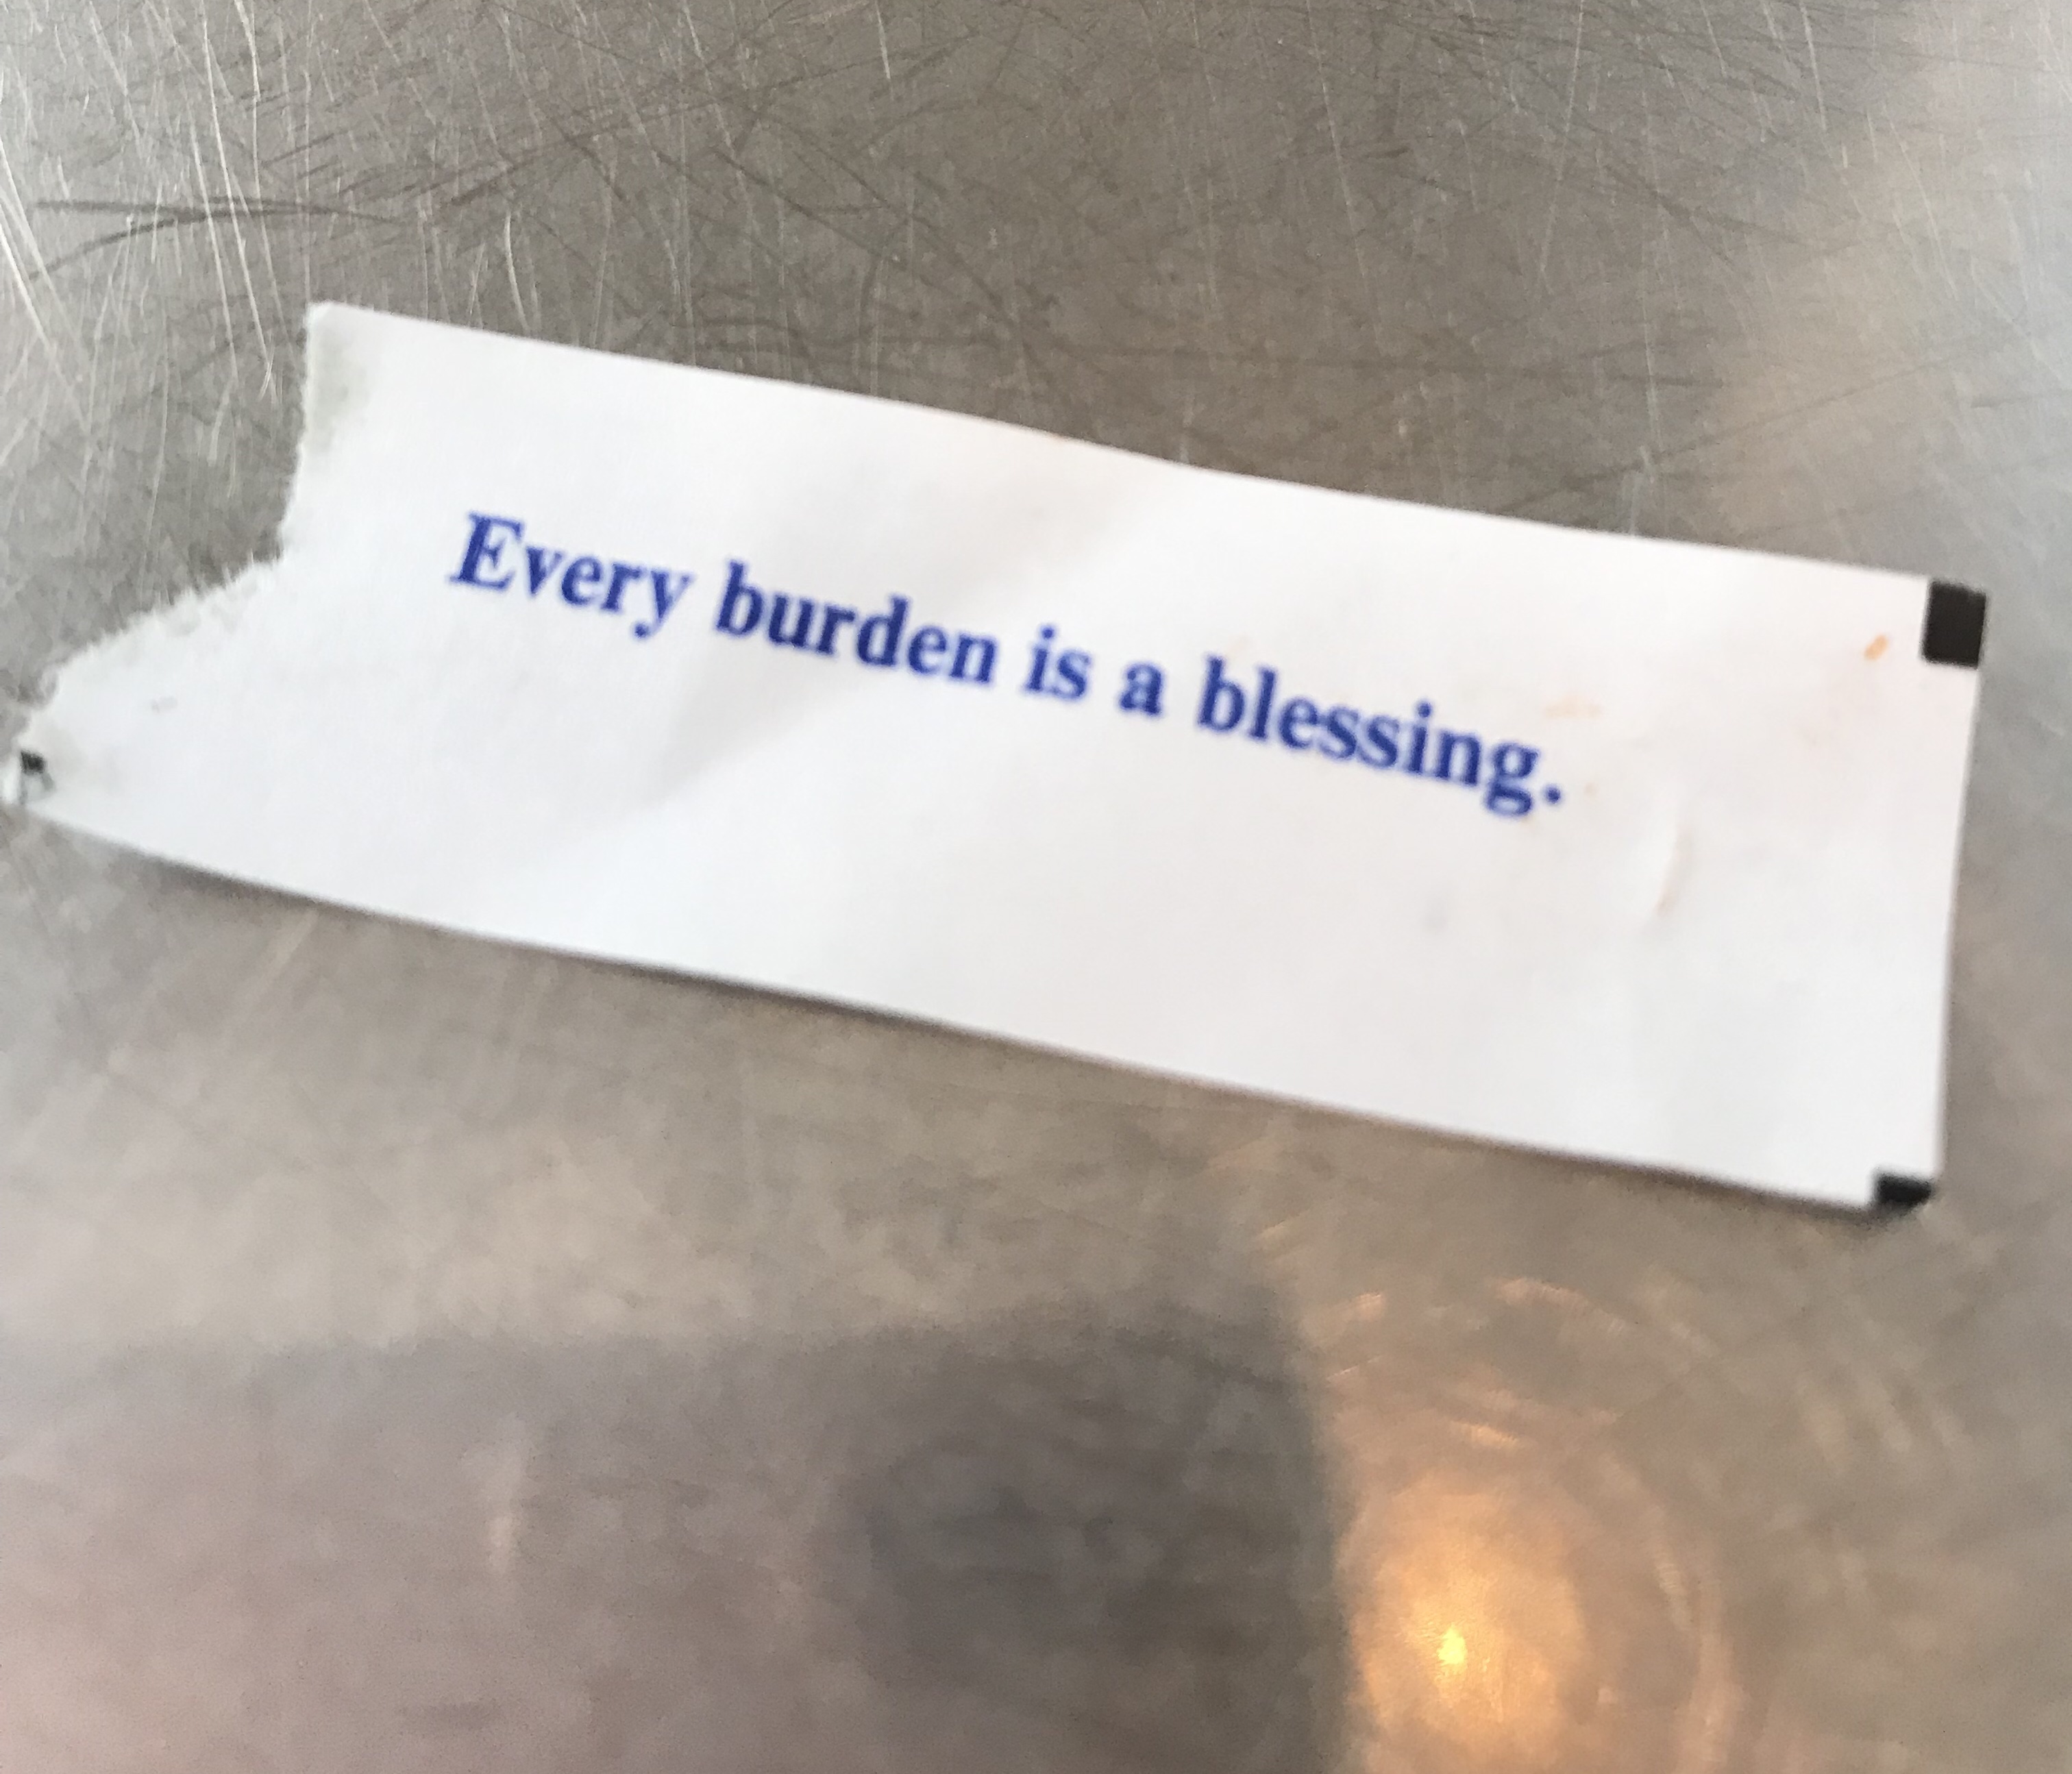 Every burden is a blessing.